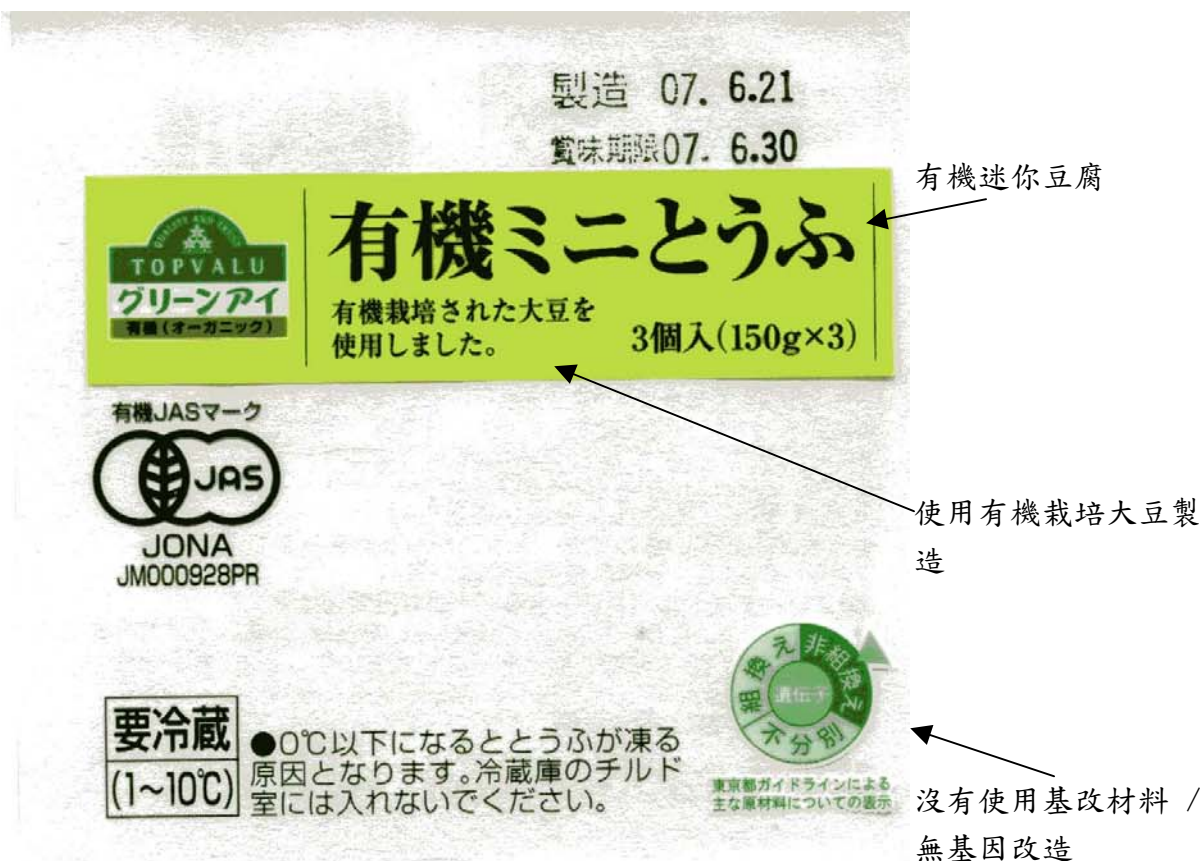 製造 07. 6.21
賞味期限07. 6.30
有機迷你豆腐
QUALITY AND TRUST
TOPVALU
グリーンアイ
有機(オーガニック)
有機ミニとうふ
有機栽培された大豆を
使用しました。
3個入(150g×3)
有機JASマーク
JAS
JONA
JM000928PR
使用有機栽培大豆製
造
組換え
非組換え
不分別
遺伝子
東京都ガイドラインによる
主な原材料についての表示
要冷蔵
(1~10℃)
●0℃以下になるととうふが凍る
原因となります。冷蔵庫のチルド
室には入れないでください。
沒有使用基改材料 /
無基因改造